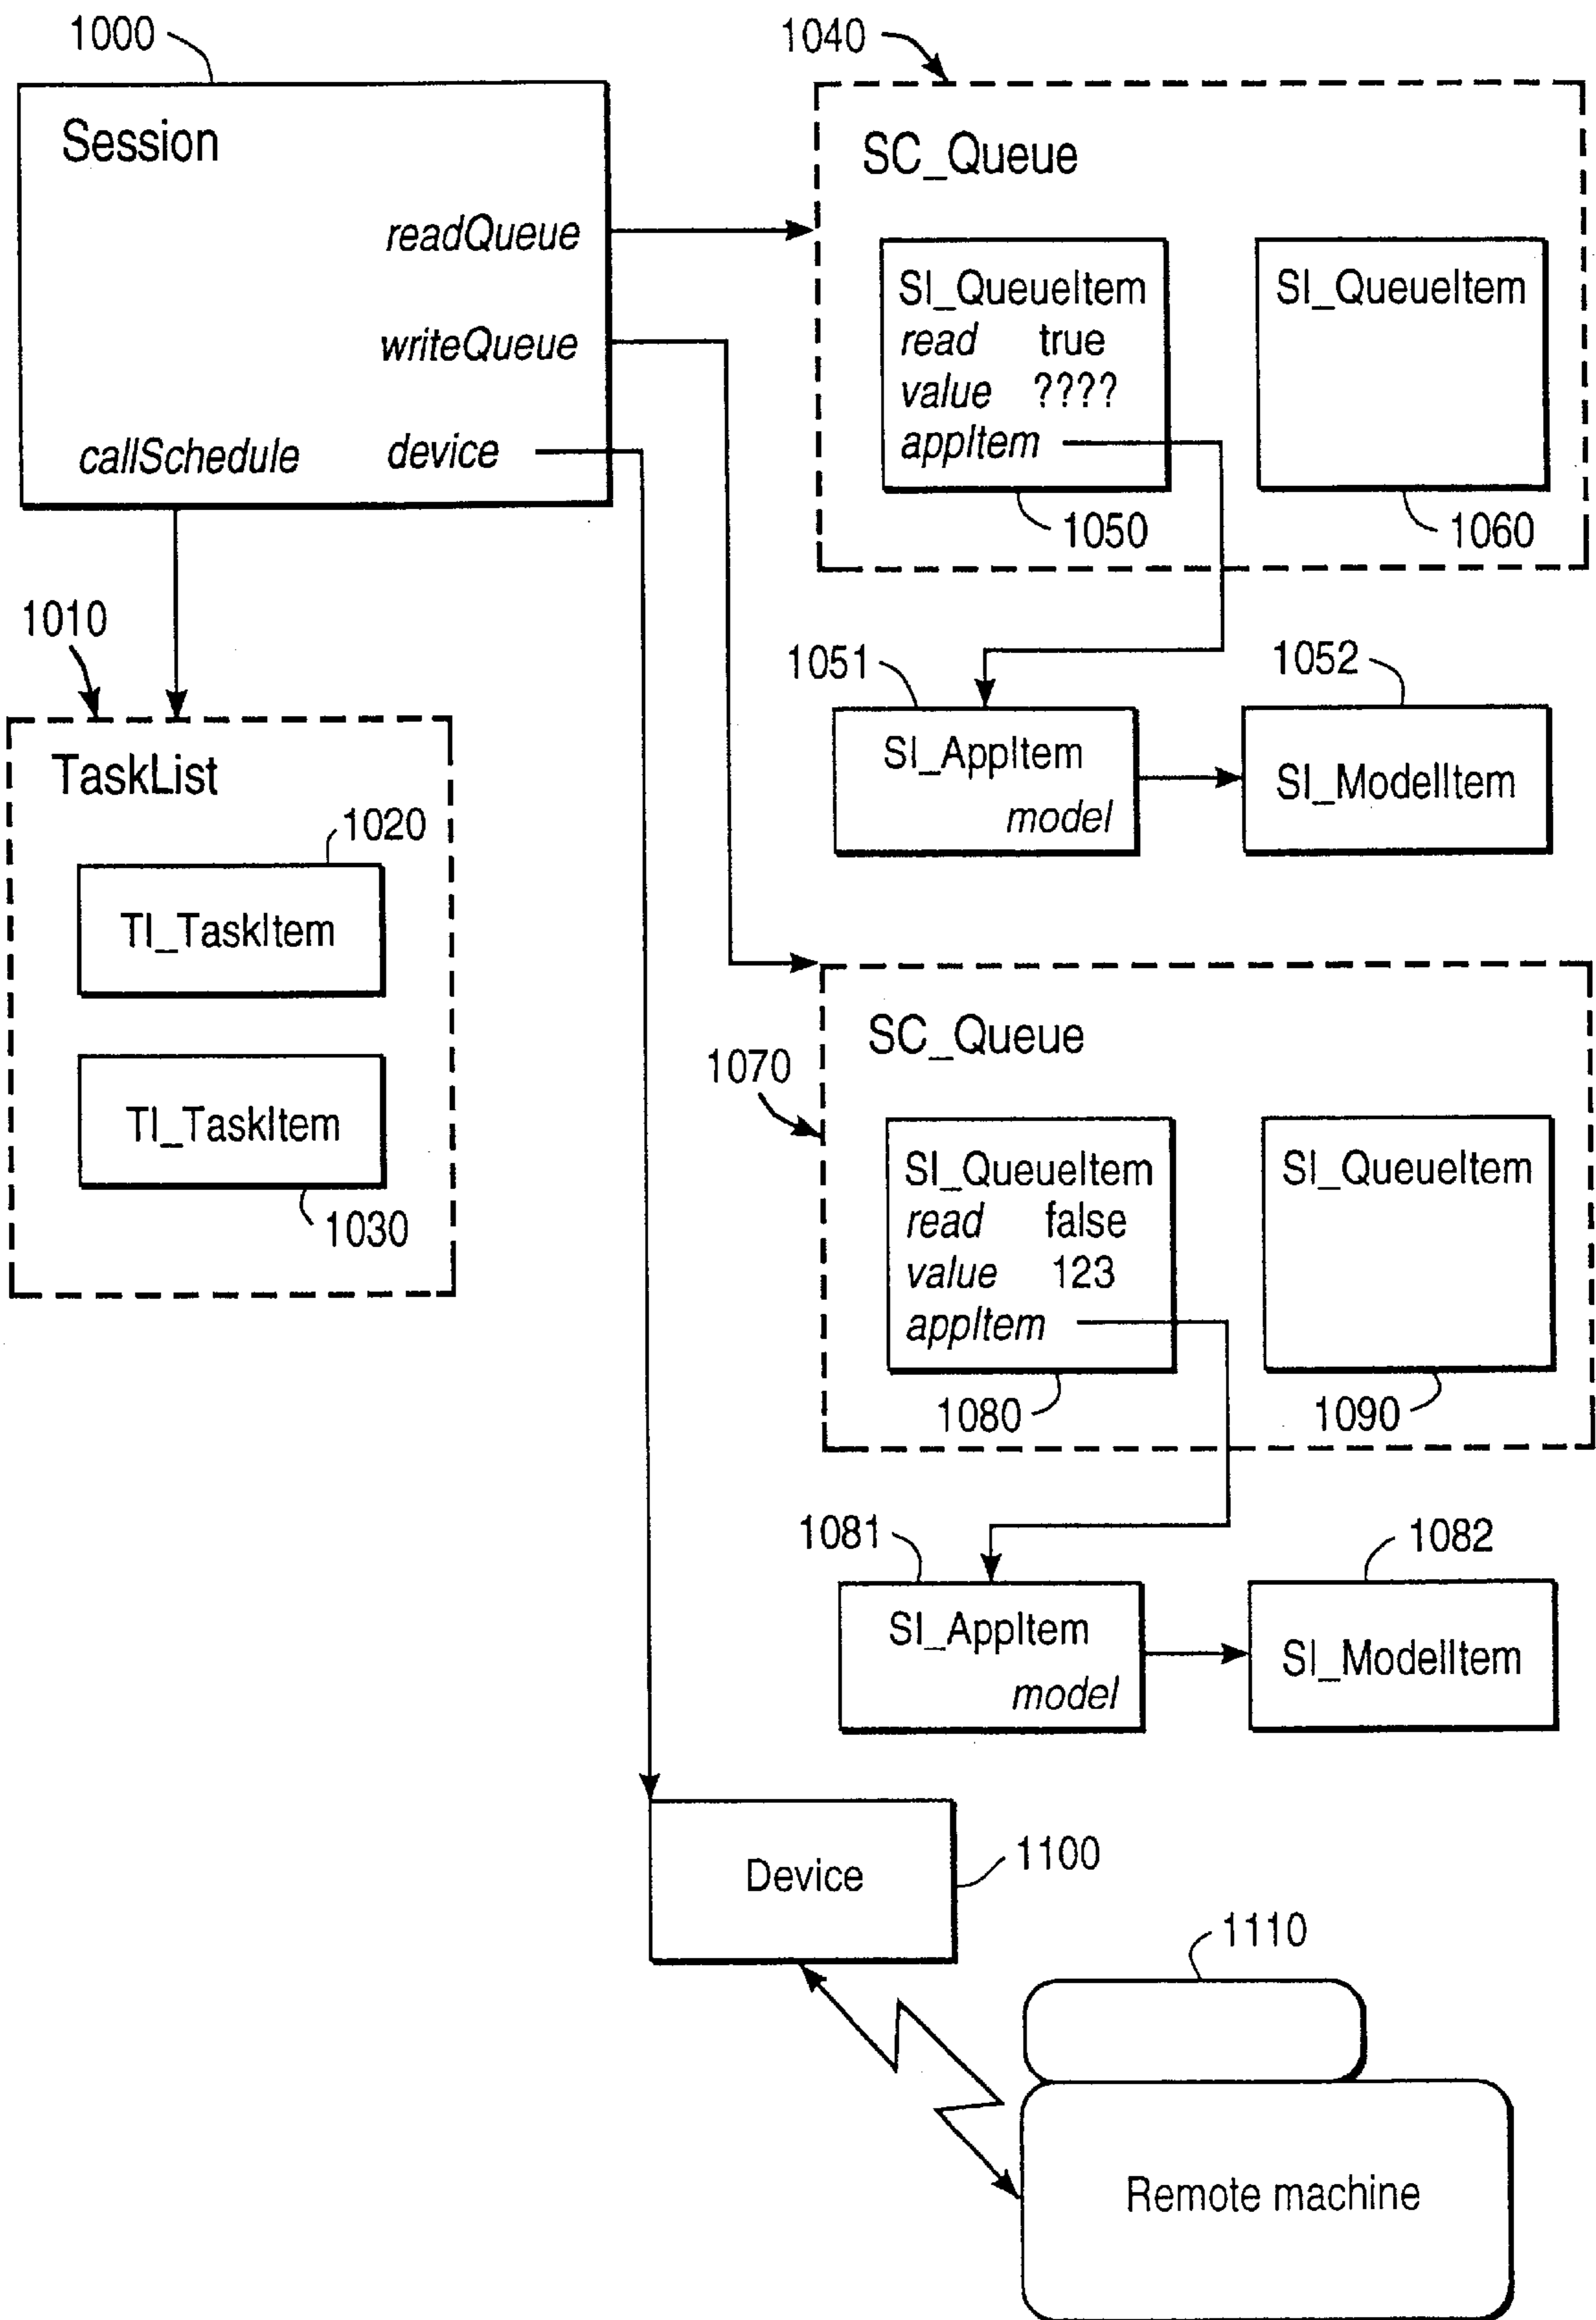 1000
1040
Session
readQueue
writeQueue
callSchedule device
SC_Queue
SI_QueueItem
read true
value ????
appItem
1050
SI_QueueItem
1060
1010
TaskList
1020
TI_TaskItem
TI_TaskItem
1030
1051
1052
SI_AppItem
model
SI_ModelItem
1070
SC_Queue
SI_QueueItem
read false
value 123
appItem
1080
SI_QueueItem
1090
1081
1082
SI_AppItem
model
SI_ModelItem
Device
1100
1110
Remote machine